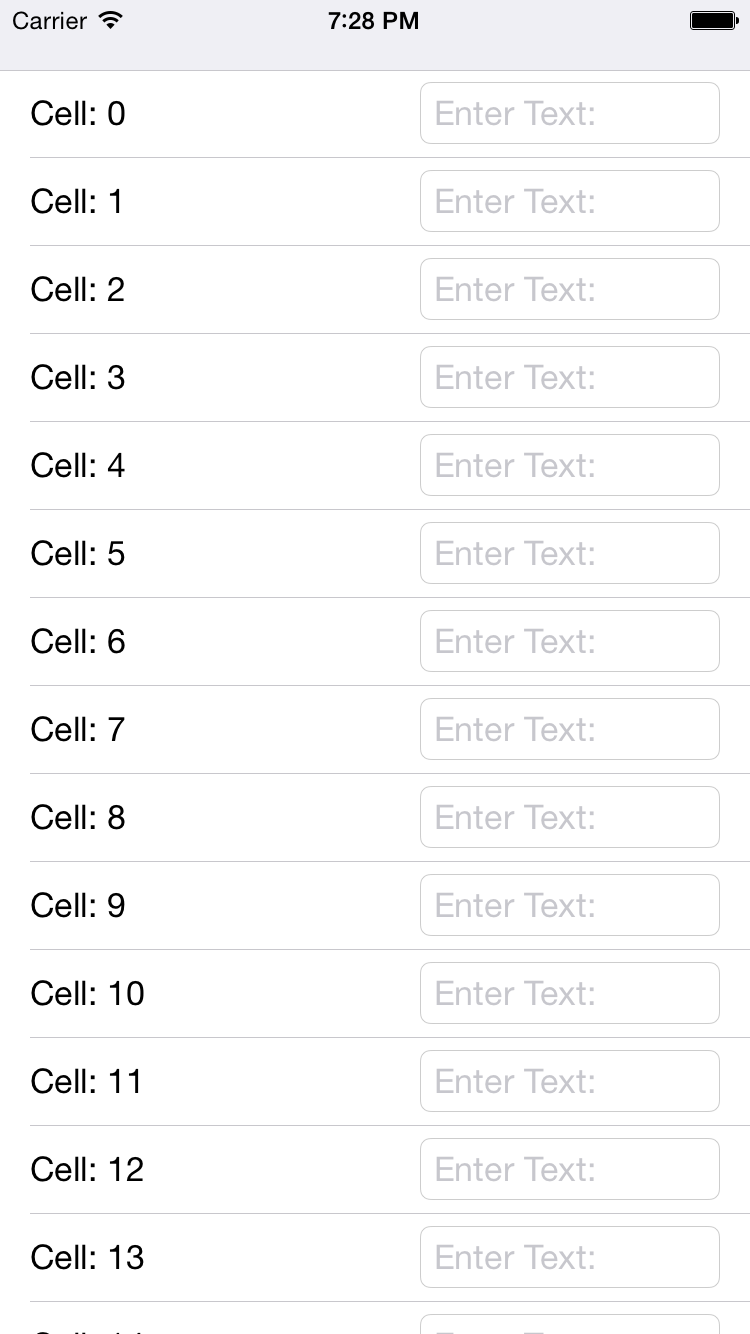 Carrier 7:28 PM
Cell: 0 Enter Text:
Cell: 1 Enter Text:
Cell: 2 Enter Text:
Cell: 3 Enter Text:
Cell: 4 Enter Text:
Cell: 5 Enter Text:
Cell: 6 Enter Text:
Cell: 7 Enter Text:
Cell: 8 Enter Text:
Cell: 9 Enter Text:
Cell: 10 Enter Text:
Cell: 11 Enter Text:
Cell: 12 Enter Text:
Cell: 13 Enter Text: